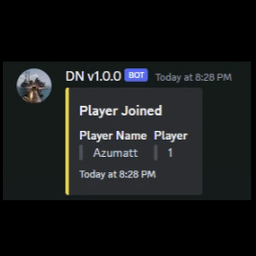 DN v1.0.0 BOT Today at 8:28 PM
Player Joined
Player Name Player
Azumatt 1
Today at 8:28 PM